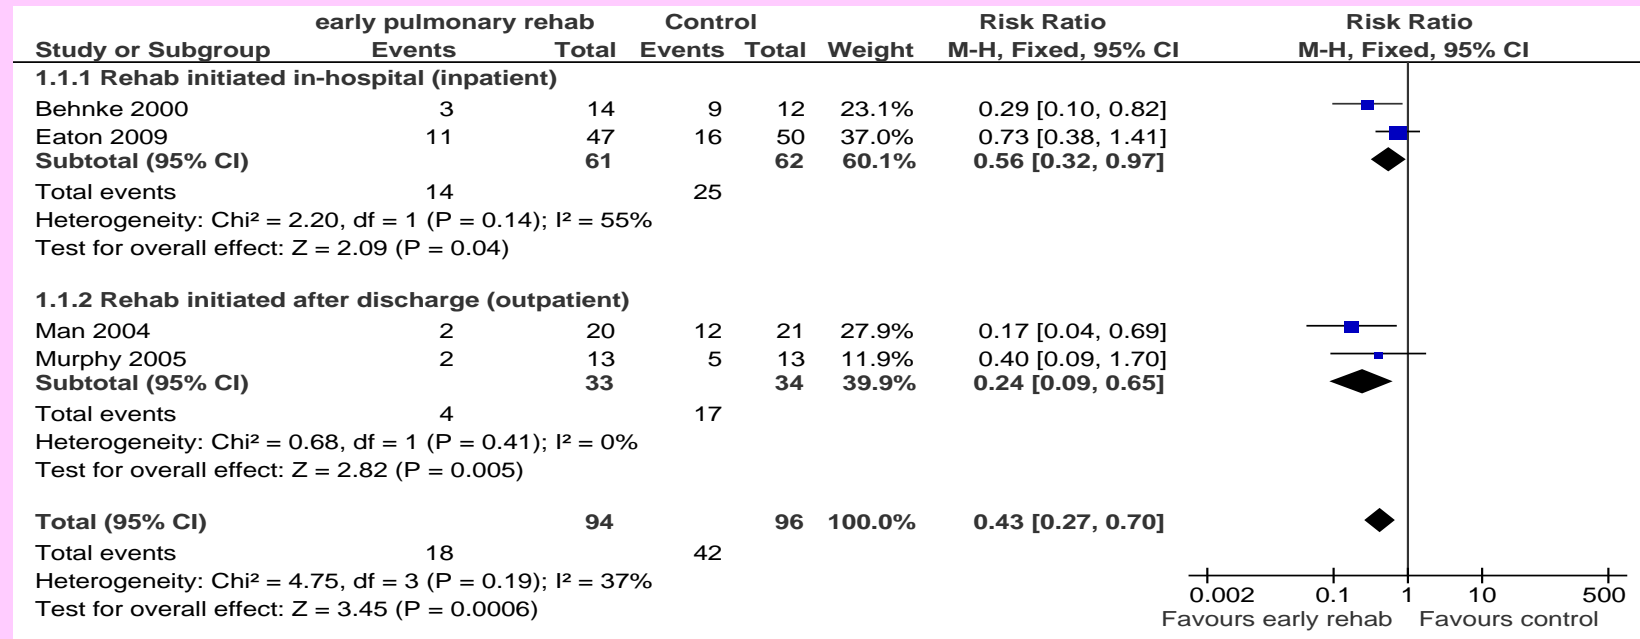 early pulmonary rehab Control Risk Ratio Risk Ratio
Study or Subgroup Events Total Events Total Weight M-H, Fixed, 95% CI M-H, Fixed, 95% CI
1.1.1 Rehab initiated in-hospital (inpatient)
Behnke 2000 3 14 9 12 23.1% 0.29 [0.10, 0.82]
Eaton 2009 11 47 16 50 37.0% 0.73 [0.38, 1.41]
Subtotal (95% CI) 61 62 60.1% 0.56 [0.32, 0.97]
Total events 14 25
Heterogeneity: Chi² = 2.20, df = 1 (P = 0.14); I² = 55%
Test for overall effect: Z = 2.09 (P = 0.04)
1.1.2 Rehab initiated after discharge (outpatient)
Man 2004 2 20 12 21 27.9% 0.17 [0.04, 0.69]
Murphy 2005 2 13 5 13 11.9% 0.40 [0.09, 1.70]
Subtotal (95% CI) 33 34 39.9% 0.24 [0.09, 0.65]
Total events 4 17
Heterogeneity: Chi² = 0.68, df = 1 (P = 0.41); I² = 0%
Test for overall effect: Z = 2.82 (P = 0.005)
Total (95% CI) 94 96 100.0% 0.43 [0.27, 0.70]
Total events 18 42
Heterogeneity: Chi² = 4.75, df = 3 (P = 0.19); I² = 37%
Test for overall effect: Z = 3.45 (P = 0.0006)
0.002 0.1 1 10 500
Favours early rehab Favours control